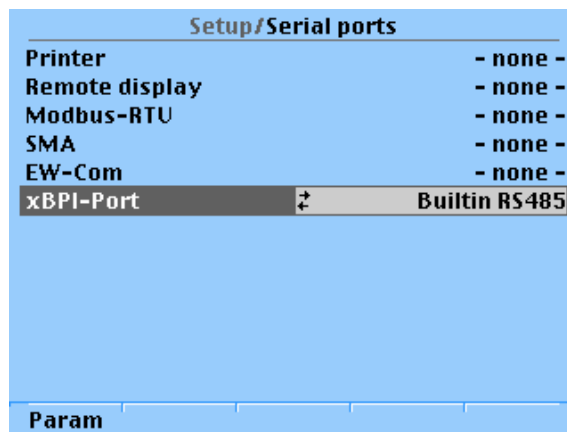 Setup/Serial ports
Printer - none -
Remote display - none -
Modbus-RTU - none -
SMA - none -
EW-Com - none -
xBPI-Port Builtin RS485
Param